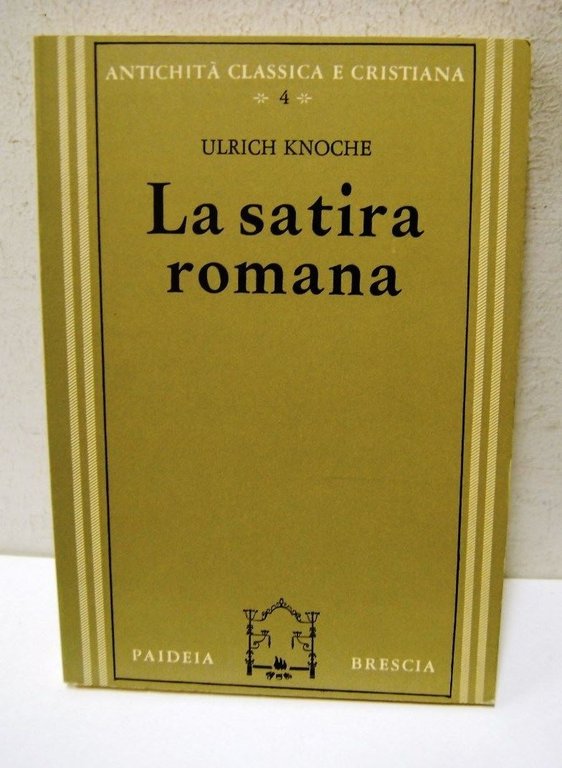 ANTICHITÀ CLASSICA E CRISTIANA
* 4 *
ULRICH KNOCHE
La satira
romana
PAIDEIA BRESCIA